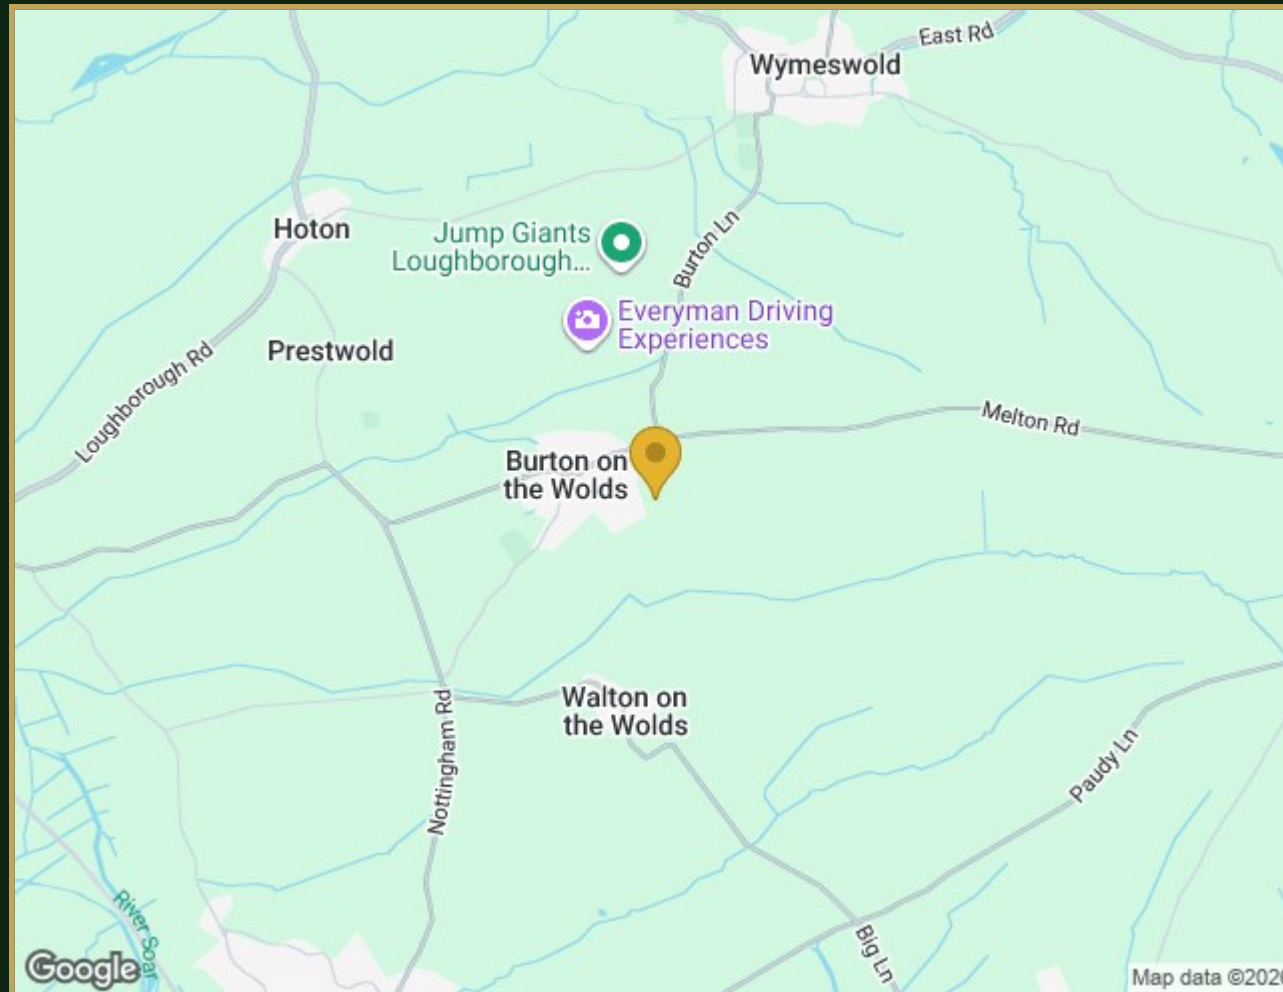 East Rd
Wymeswold
Burton Ln
Hoton
Jump Giants
Loughborough...
Everyman Driving
Experiences
Prestwold
Loughborough Rd
Melton Rd
Burton on
the Wolds
Walton on
the Wolds
Nottingham Rd
Paudy Ln
River Soar
Big Ln
Google
Map data ©2026